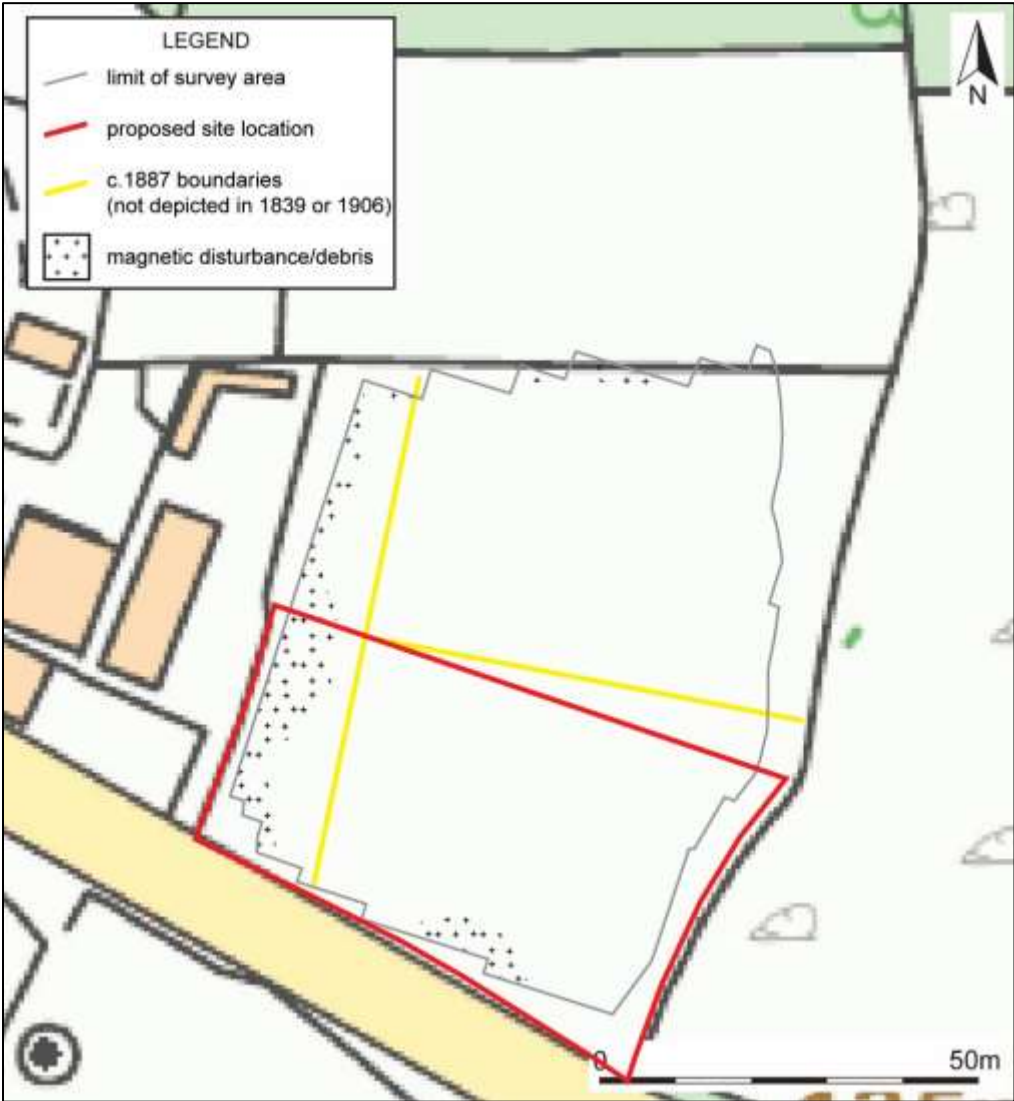 LEGEND
limit of survey area
proposed site location
c.1887 boundaries
(not depicted in 1839 or 1906)
magnetic disturbance/debris
N
0
50m